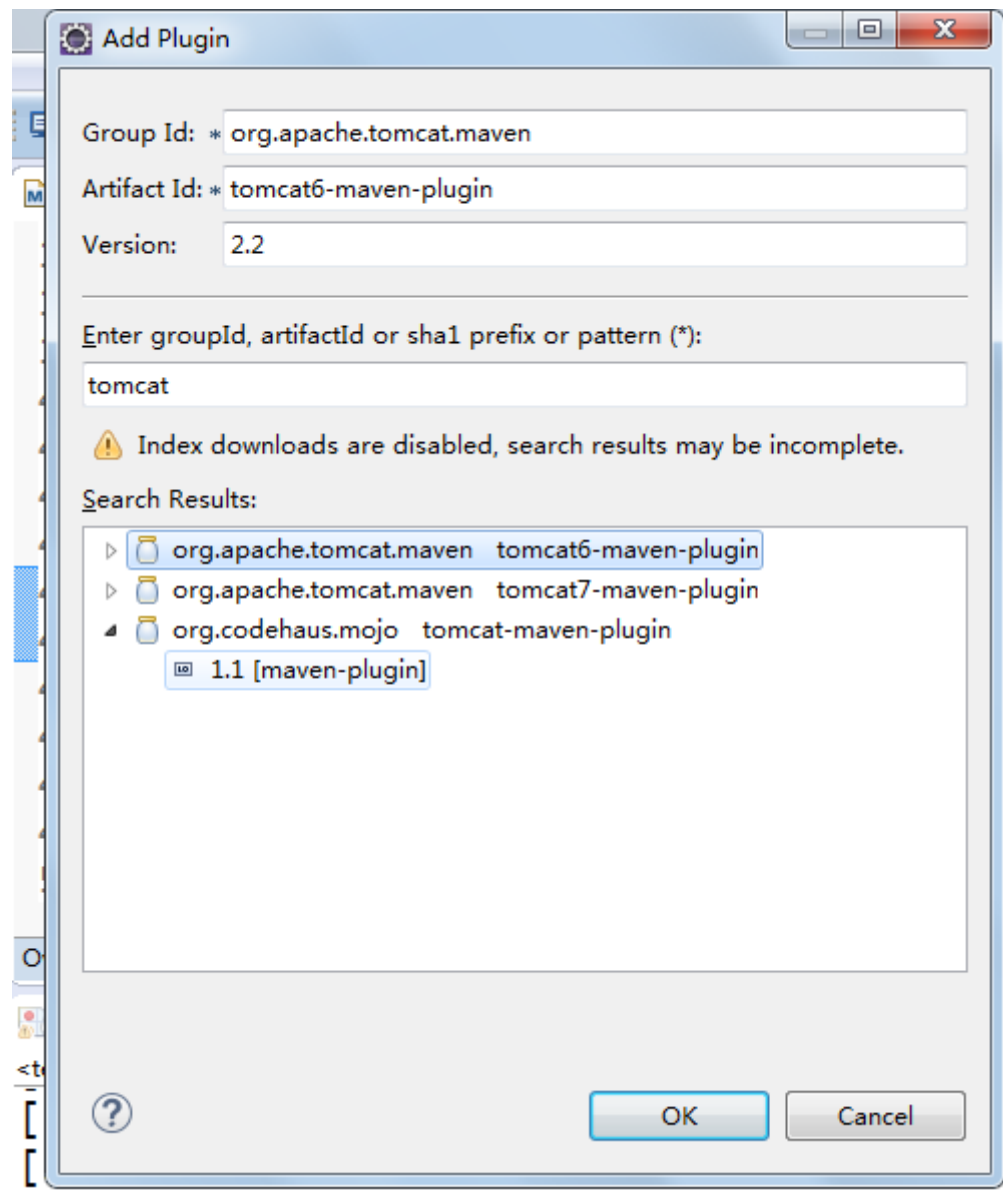 Add Plugin
Group Id: * org.apache.tomcat.maven
Artifact Id: * tomcat6-maven-plugin
Version: 2.2
Enter groupId, artifactId or sha1 prefix or pattern (*):
tomcat
Index downloads are disabled, search results may be incomplete.
Search Results:
org.apache.tomcat.maven tomcat6-maven-plugin
org.apache.tomcat.maven tomcat7-maven-plugin
org.codehaus.mojo tomcat-maven-plugin
1.1 [maven-plugin]
OK Cancel